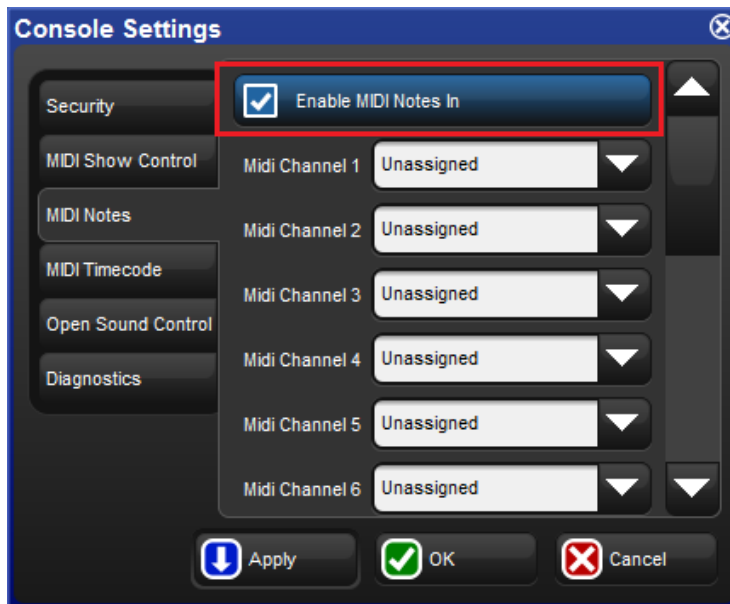 Console Settings
Security
MIDI Show Control
MIDI Notes
MIDI Timecode
Open Sound Control
Diagnostics
Enable MIDI Notes In
Midi Channel 1 Unassigned
Midi Channel 2 Unassigned
Midi Channel 3 Unassigned
Midi Channel 4 Unassigned
Midi Channel 5 Unassigned
Midi Channel 6 Unassigned
Apply OK Cancel